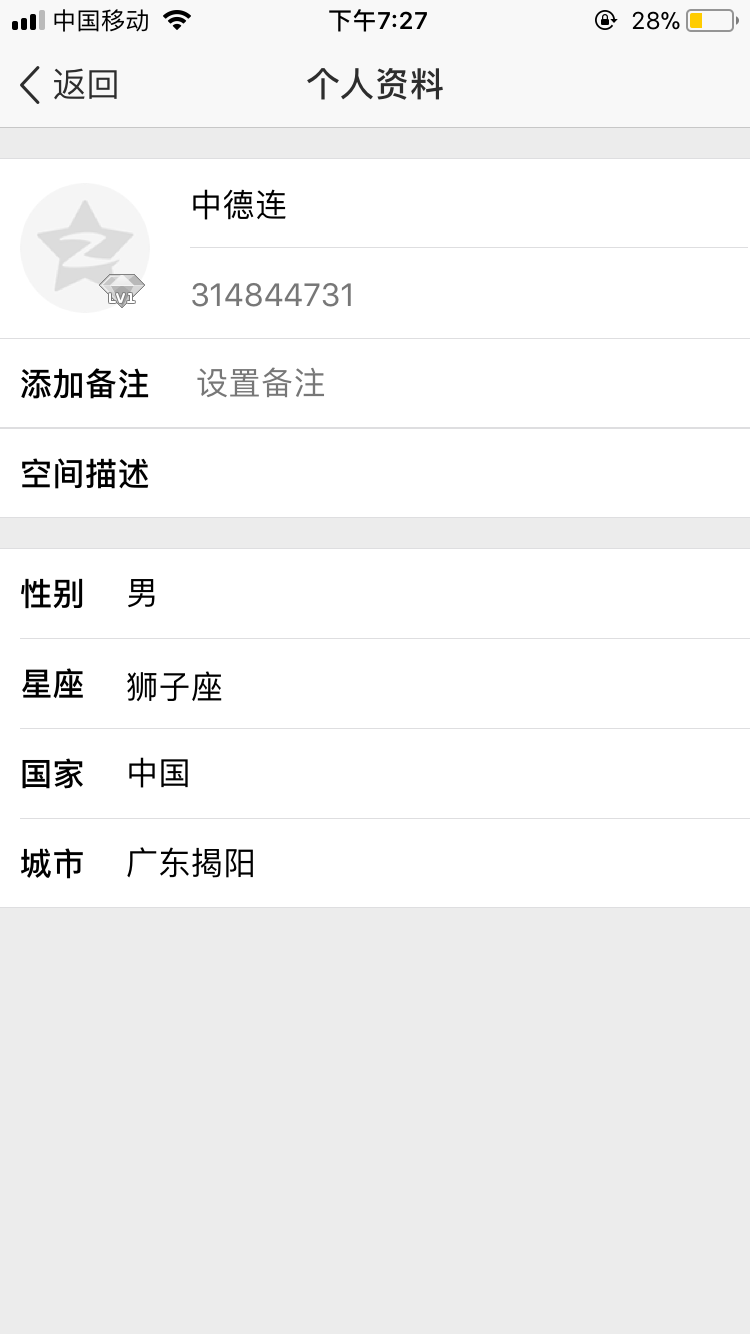 中国移动 下午7:27 28%
返回 个人资料
中德连
LV1
314844731
添加备注 设置备注
空间描述
性别 男
星座 狮子座
国家 中国
城市 广东揭阳